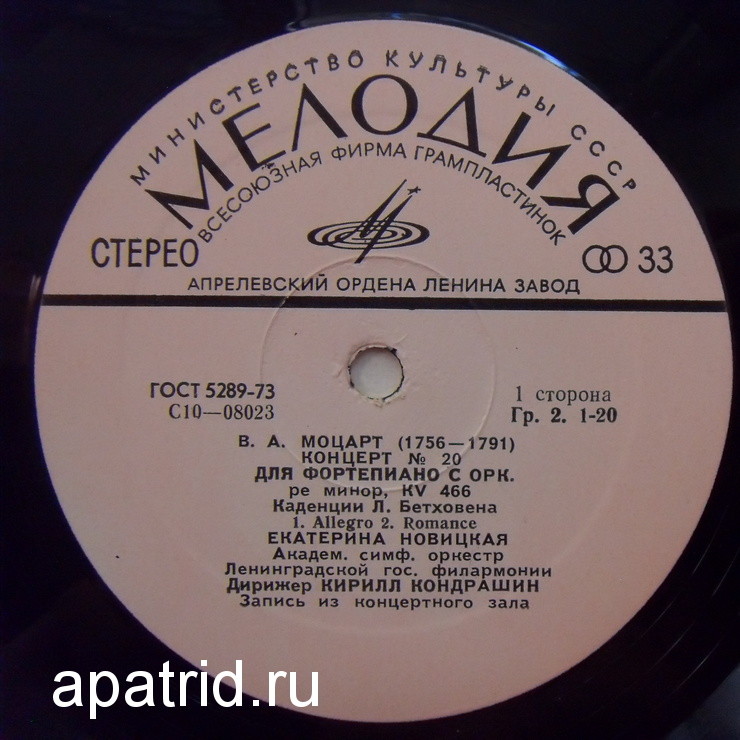 МИНИСТЕРСТВО КУЛЬТУРЫ СССР
МЕЛОДИЯ
ВСЕСОЮЗНАЯ ФИРМА ГРАМПЛАСТИНОК
СТЕРЕО
33
АПРЕЛЕВСКИЙ ОРДЕНА ЛЕНИНА ЗАВОД
ГОСТ 5289-73
С10—08023
1 сторона
Гр. 2. 1-20
В. А. МОЦАРТ (1756—1791)
КОНЦЕРТ № 20
ДЛЯ ФОРТЕПИАНО С ОРК.
ре минор, KV 466
Каденции Л. Бетховена
1. Allegro 2. Romance
ЕКАТЕРИНА НОВИЦКАЯ
Академ. симф. оркестр
Ленинградской гос. филармонии
Дирижер КИРИЛЛ КОНДРАШИН
Запись из концертного зала
apatrid.ru